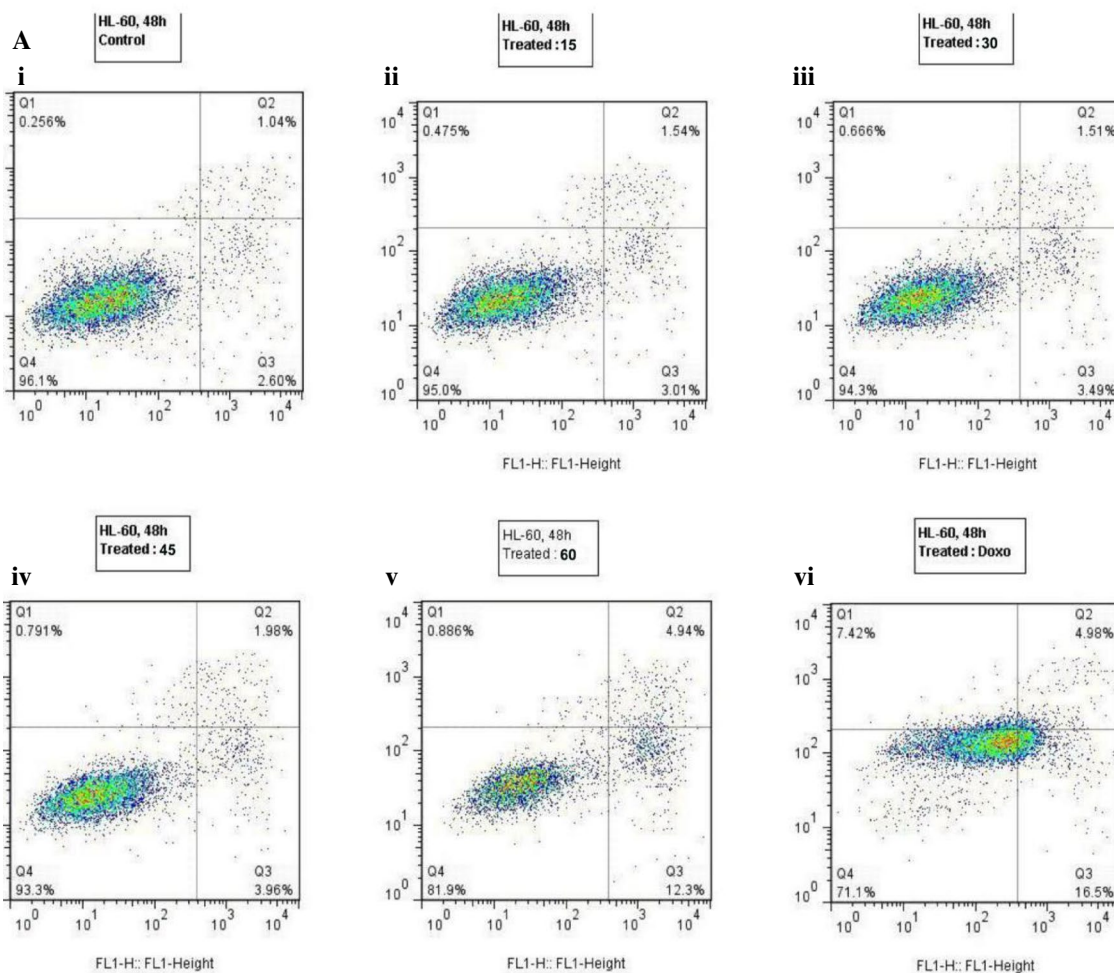 A
HL-60, 48h
Control
i
Q1
0.256%
Q2
1.04%
Q4
96.1%
Q3
2.60%
10^0 10^1 10^2 10^3 10^4
HL-60, 48h
Treated :15
ii
10^4
10^3
10^2
10^1
10^0
Q1
0.475%
Q2
1.54%
Q4
95.0%
Q3
3.01%
10^0 10^1 10^2 10^3 10^4
FL1-H:: FL1-Height
HL-60, 48h
Treated :30
iii
10^4
10^3
10^2
10^1
10^0
Q1
0.666%
Q2
1.51%
Q4
94.3%
Q3
3.49%
10^0 10^1 10^2 10^3 10^4
FL1-H:: FL1-Height
HL-60, 48h
Treated : 45
iv
Q1
0.791%
Q2
1.98%
Q4
93.3%
Q3
3.96%
10^0 10^1 10^2 10^3 10^4
FL1-H:: FL1-Height
HL-60, 48h
Treated : 60
v
10^4
10^3
10^2
10^1
10^0
Q1
0.886%
Q2
4.94%
Q4
81.9%
Q3
12.3%
10^0 10^1 10^2 10^3 10^4
FL1-H:: FL1-Height
HL-60, 48h
Treated : Doxo
vi
10^4
10^3
10^2
10^1
10^0
Q1
7.42%
Q2
4.98%
Q4
71.1%
Q3
16.5%
10^0 10^1 10^2 10^3 10^4
FL1-H:: FL1-Height